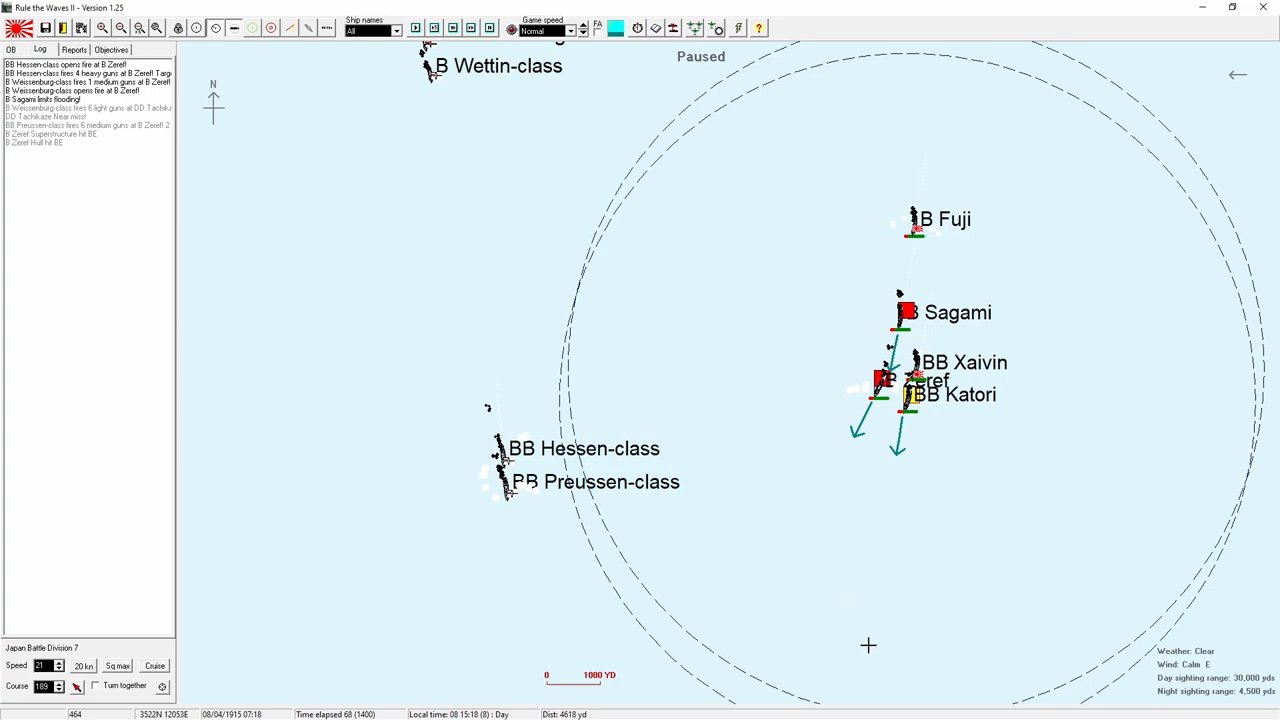 Rule the Waves II - Version 1.25
Ship names
All
Game speed
Normal
FA
OB
Log
Reports
Objectives
BB Hessen-class opens fire at B Zeref!
BB Hessen-class fires 4 heavy guns at B Zeref! Targ
B Weissenburg-class fires 1 medium guns at B Zeref!
B Weissenburg-class opens fire at B Zeref!
B Sagami limits flooding!
B Weissenburg-class fires 6 light guns at DD Tachika
DD Tachikaze Near miss!
BB Preussen-class fires 6 medium guns at B Zeref! 2
B Zeref Superstructure hit BE
B Zeref Hull hit BE
Paused
N
B Wettin-class
B Fuji
B Sagami
BB Xaivin
eref
BB Katori
BB Hessen-class
BB Preussen-class
0 1000 YD
Weather: Clear
Wind: Calm E
Day sighting range: 30,000 yds
Night sighting range: 4,500 yds
Japan Battle Division 7
Speed 21 20 kn Sq max Cruise
Course 189 Turn together
464 3522N 12053E 08/04/1915 07:18 Time elapsed 68 (1400) Local time: 08 15:18 (8) : Day Dist: 4618 yd